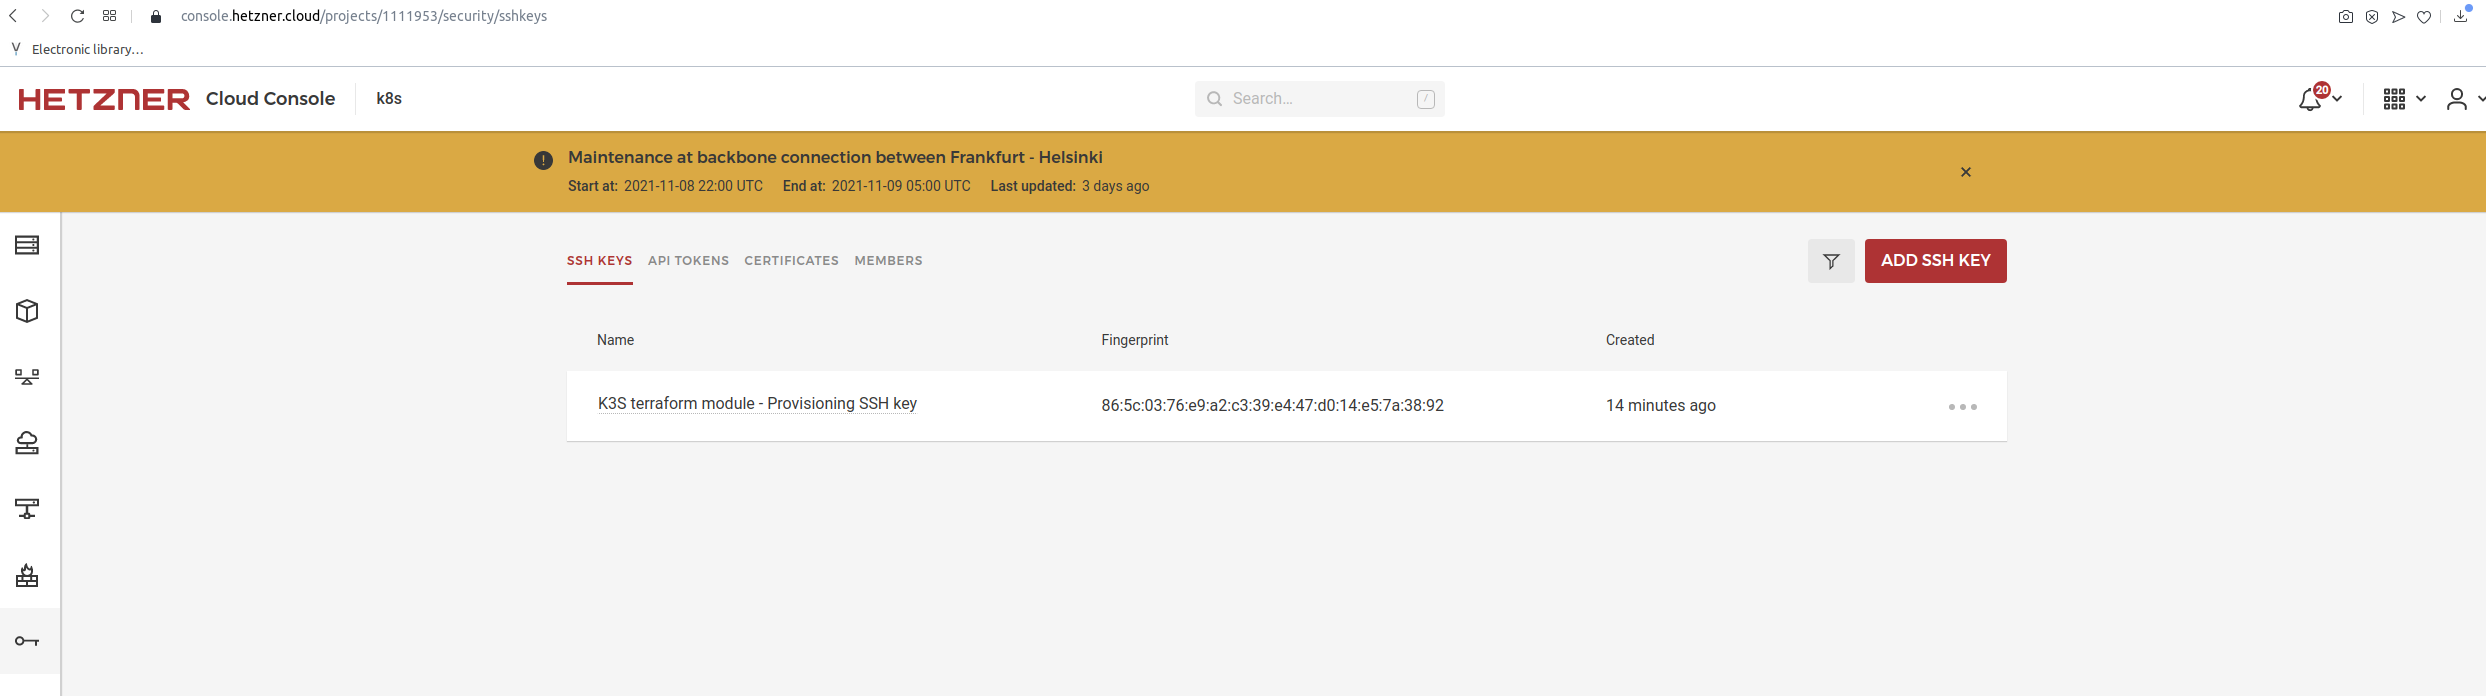 console.hetzner.cloud/projects/1111953/security/sshkeys
Electronic library...
HETZNER Cloud Console k8s Search... / 20
Maintenance at backbone connection between Frankfurt - Helsinki
Start at: 2021-11-08 22:00 UTC End at: 2021-11-09 05:00 UTC Last updated: 3 days ago
SSH KEYS API TOKENS CERTIFICATES MEMBERS ADD SSH KEY
Name Fingerprint Created
K3S terraform module - Provisioning SSH key 86:5c:03:76:e9:a2:c3:39:e4:47:d0:14:e5:7a:38:92 14 minutes ago